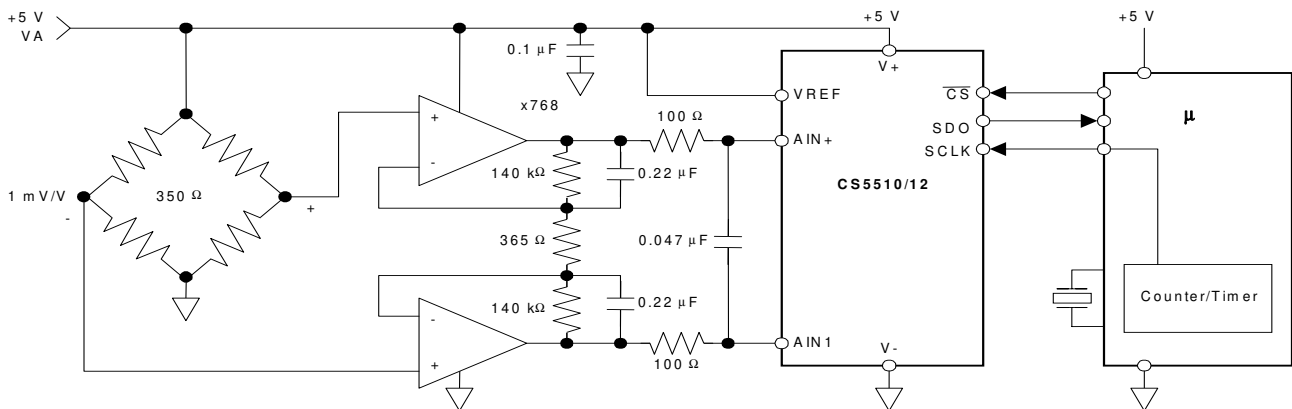 +5 V
VA
0.1 µF
x768
+
-
140 kΩ
0.22 µF
100 Ω
365 Ω
0.047 µF
140 kΩ
0.22 µF
100 Ω
-
+
1 mV/V
-
350 Ω
+
+5 V
V+
VREF
AIN+
CS5510/12
AIN1
V-
CS
SDO
SCLK
+5 V
µ
Counter/Timer